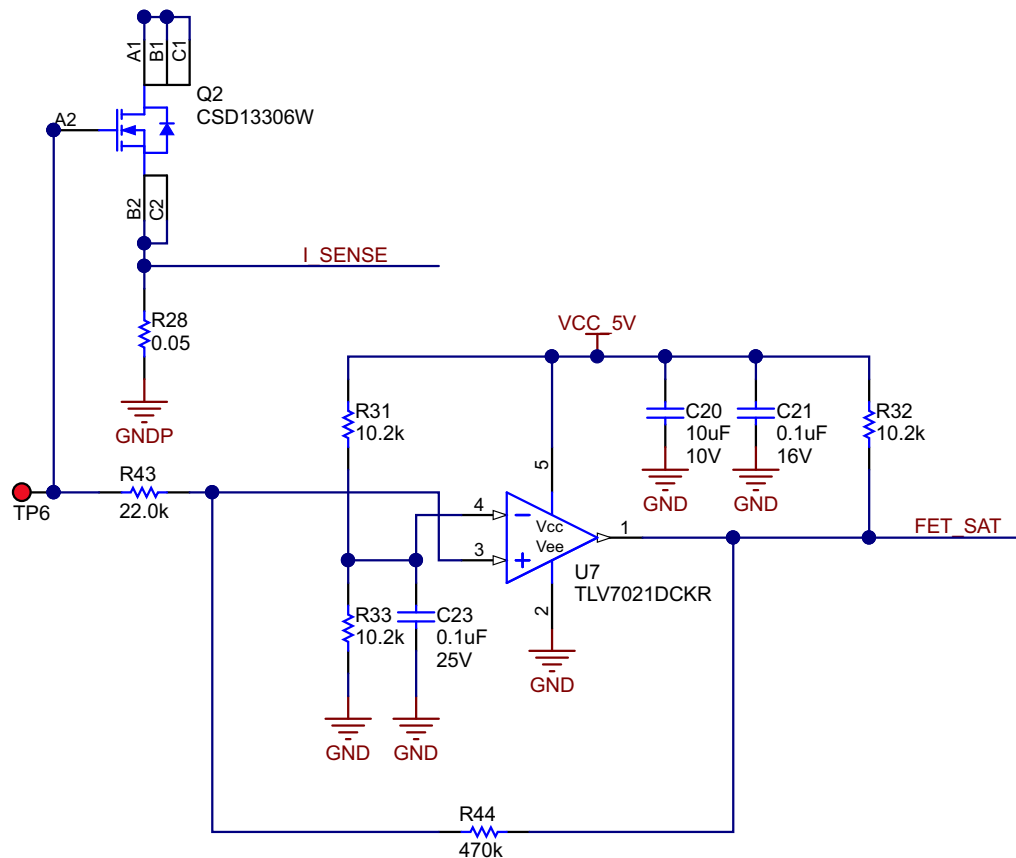 A1
B1
C1
Q2
CSD13306W
A2
B2
C2
I_SENSE
R28
0.05
GNDP
VCC_5V
R31
10.2k
C20
10uF
10V
C21
0.1uF
16V
R32
10.2k
GND
GND
R43
22.0k
TP6
5
4
Vcc
Vee
3
1
FET_SAT
U7
TLV7021DCKR
2
GND
R33
10.2k
C23
0.1uF
25V
GND
GND
R44
470k